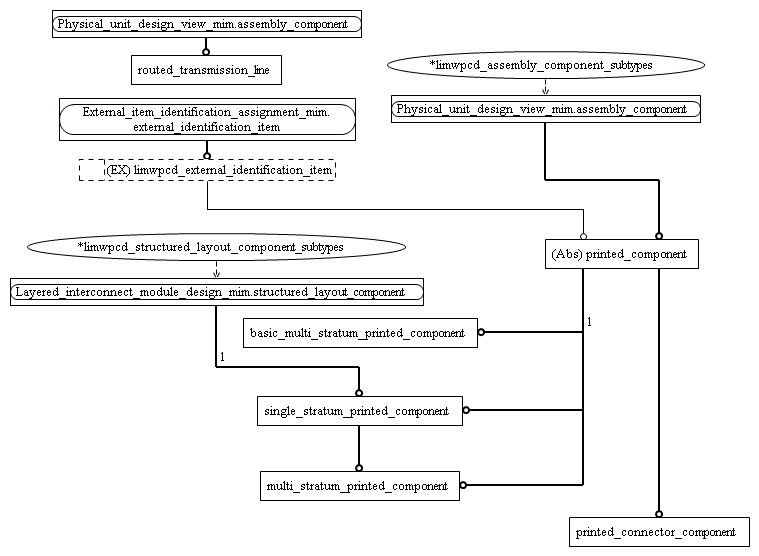 Physical_unit_design_view_mim.assembly_component
routed_transmission_line
*limwpcd_assembly_component_subtypes
External_item_identification_assignment_mim.
external_identification_item
Physical_unit_design_view_mim.assembly_component
(EX) limwpcd_external_identification_item
*limwpcd_structured_layout_component_subtypes
(Abs) printed_component
Layered_interconnect_module_design_mim.structured_layout_component
basic_multi_stratum_printed_component
1
1
single_stratum_printed_component
multi_stratum_printed_component
printed_connector_component